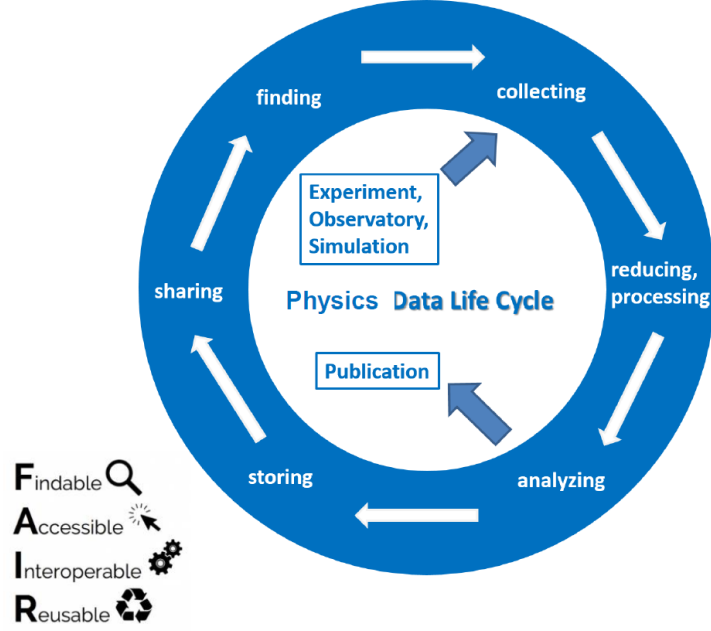 finding
collecting
Experiment,
Observatory,
Simulation
reducing,
processing
sharing
Physics Data Life Cycle
Publication
storing
analyzing
Findable
Accessible
Interoperable
Reusable